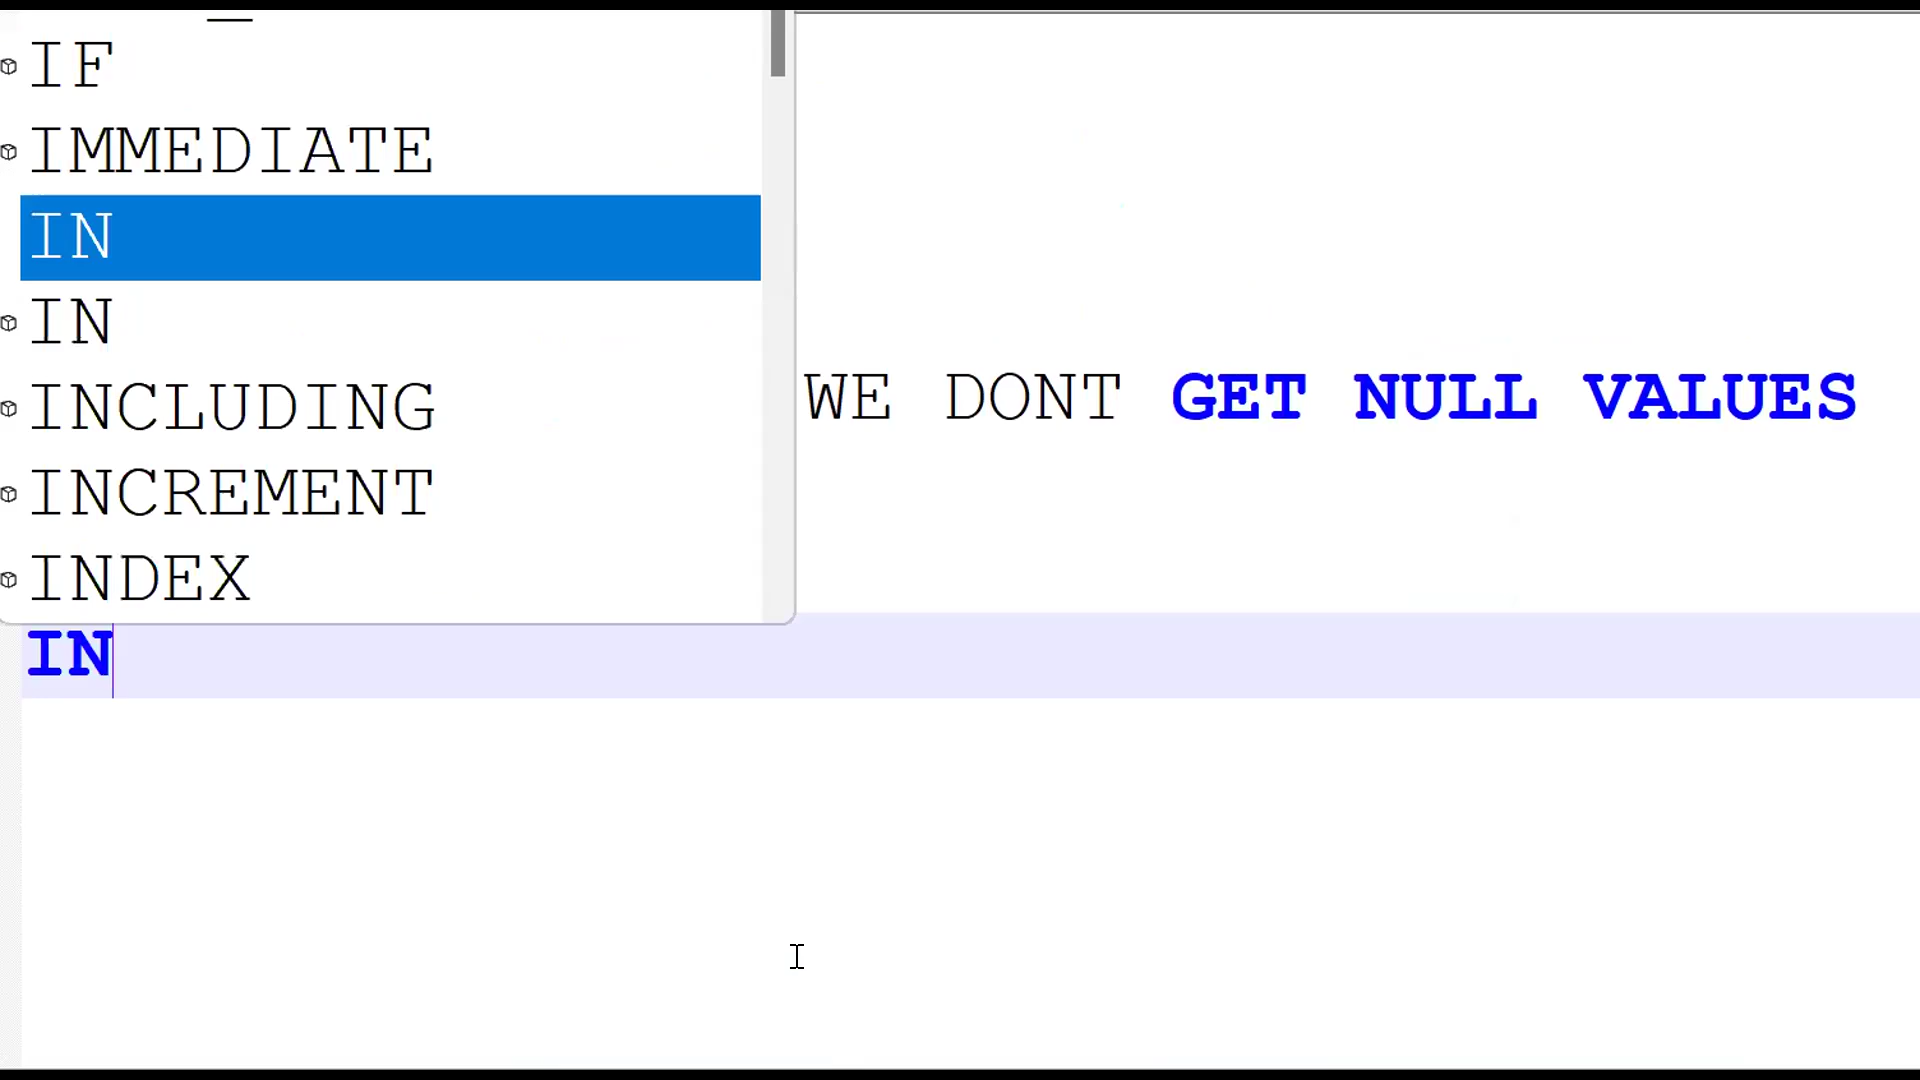 IF
IMMEDIATE
IN
IN
INCLUDING
WE DONT GET NULL VALUES
INCREMENT
INDEX
IN